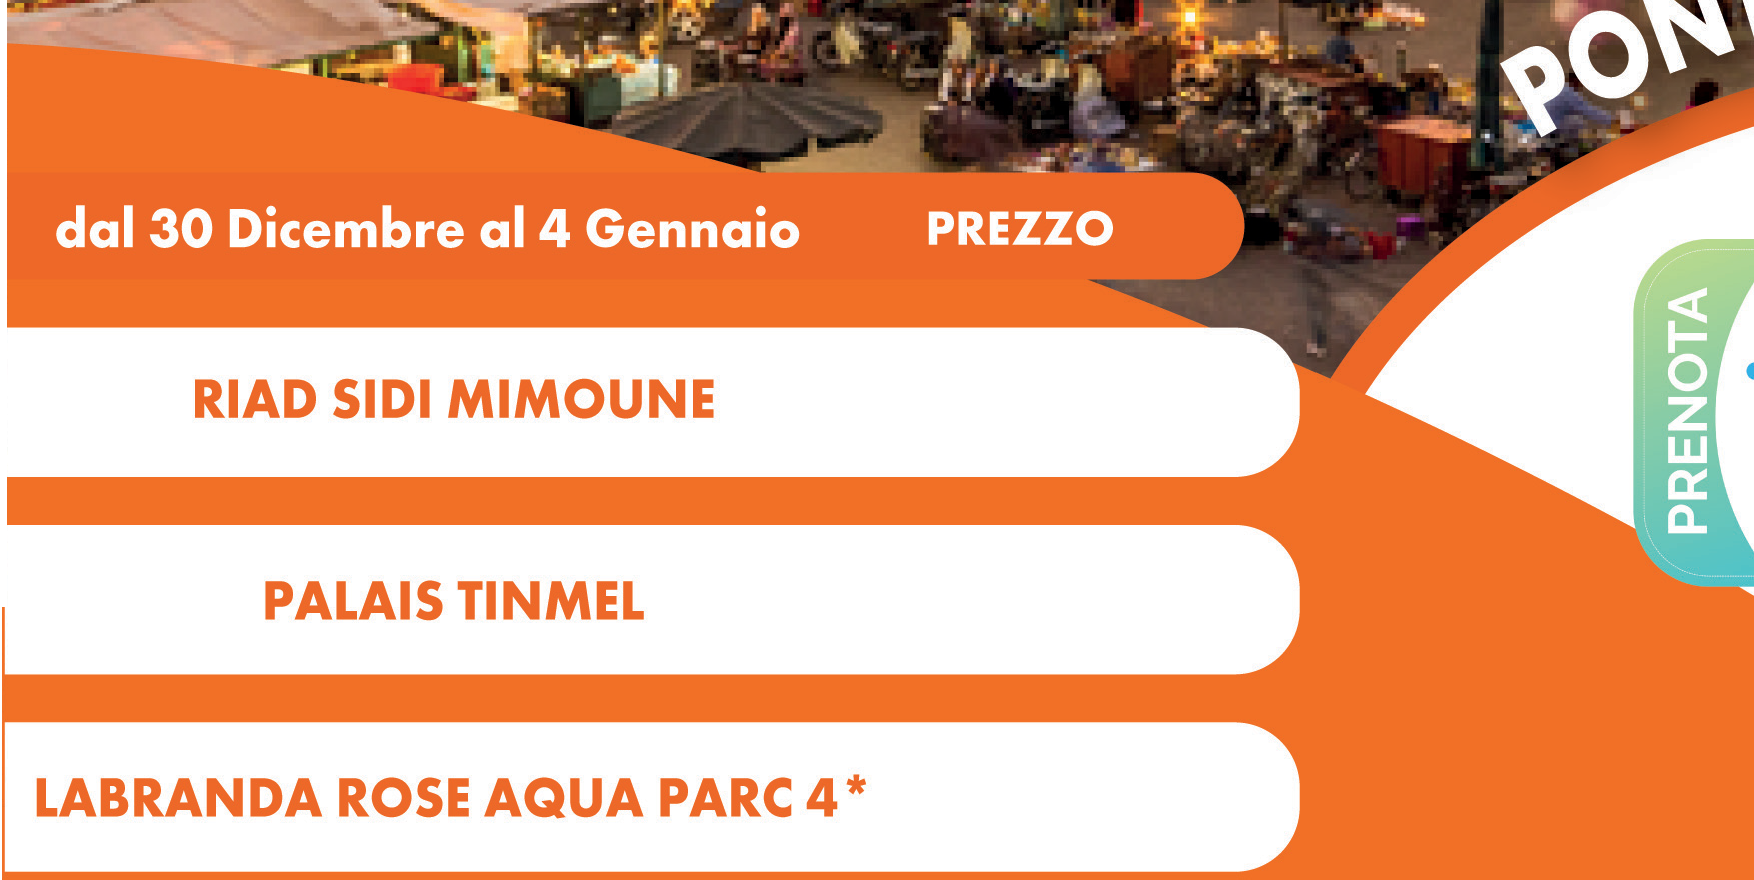 PON
dal 30 Dicembre al 4 Gennaio PREZZO
PRENOTA
RIAD SIDI MIMOUNE
PALAIS TINMEL
LABRANDA ROSE AQUA PARC 4*